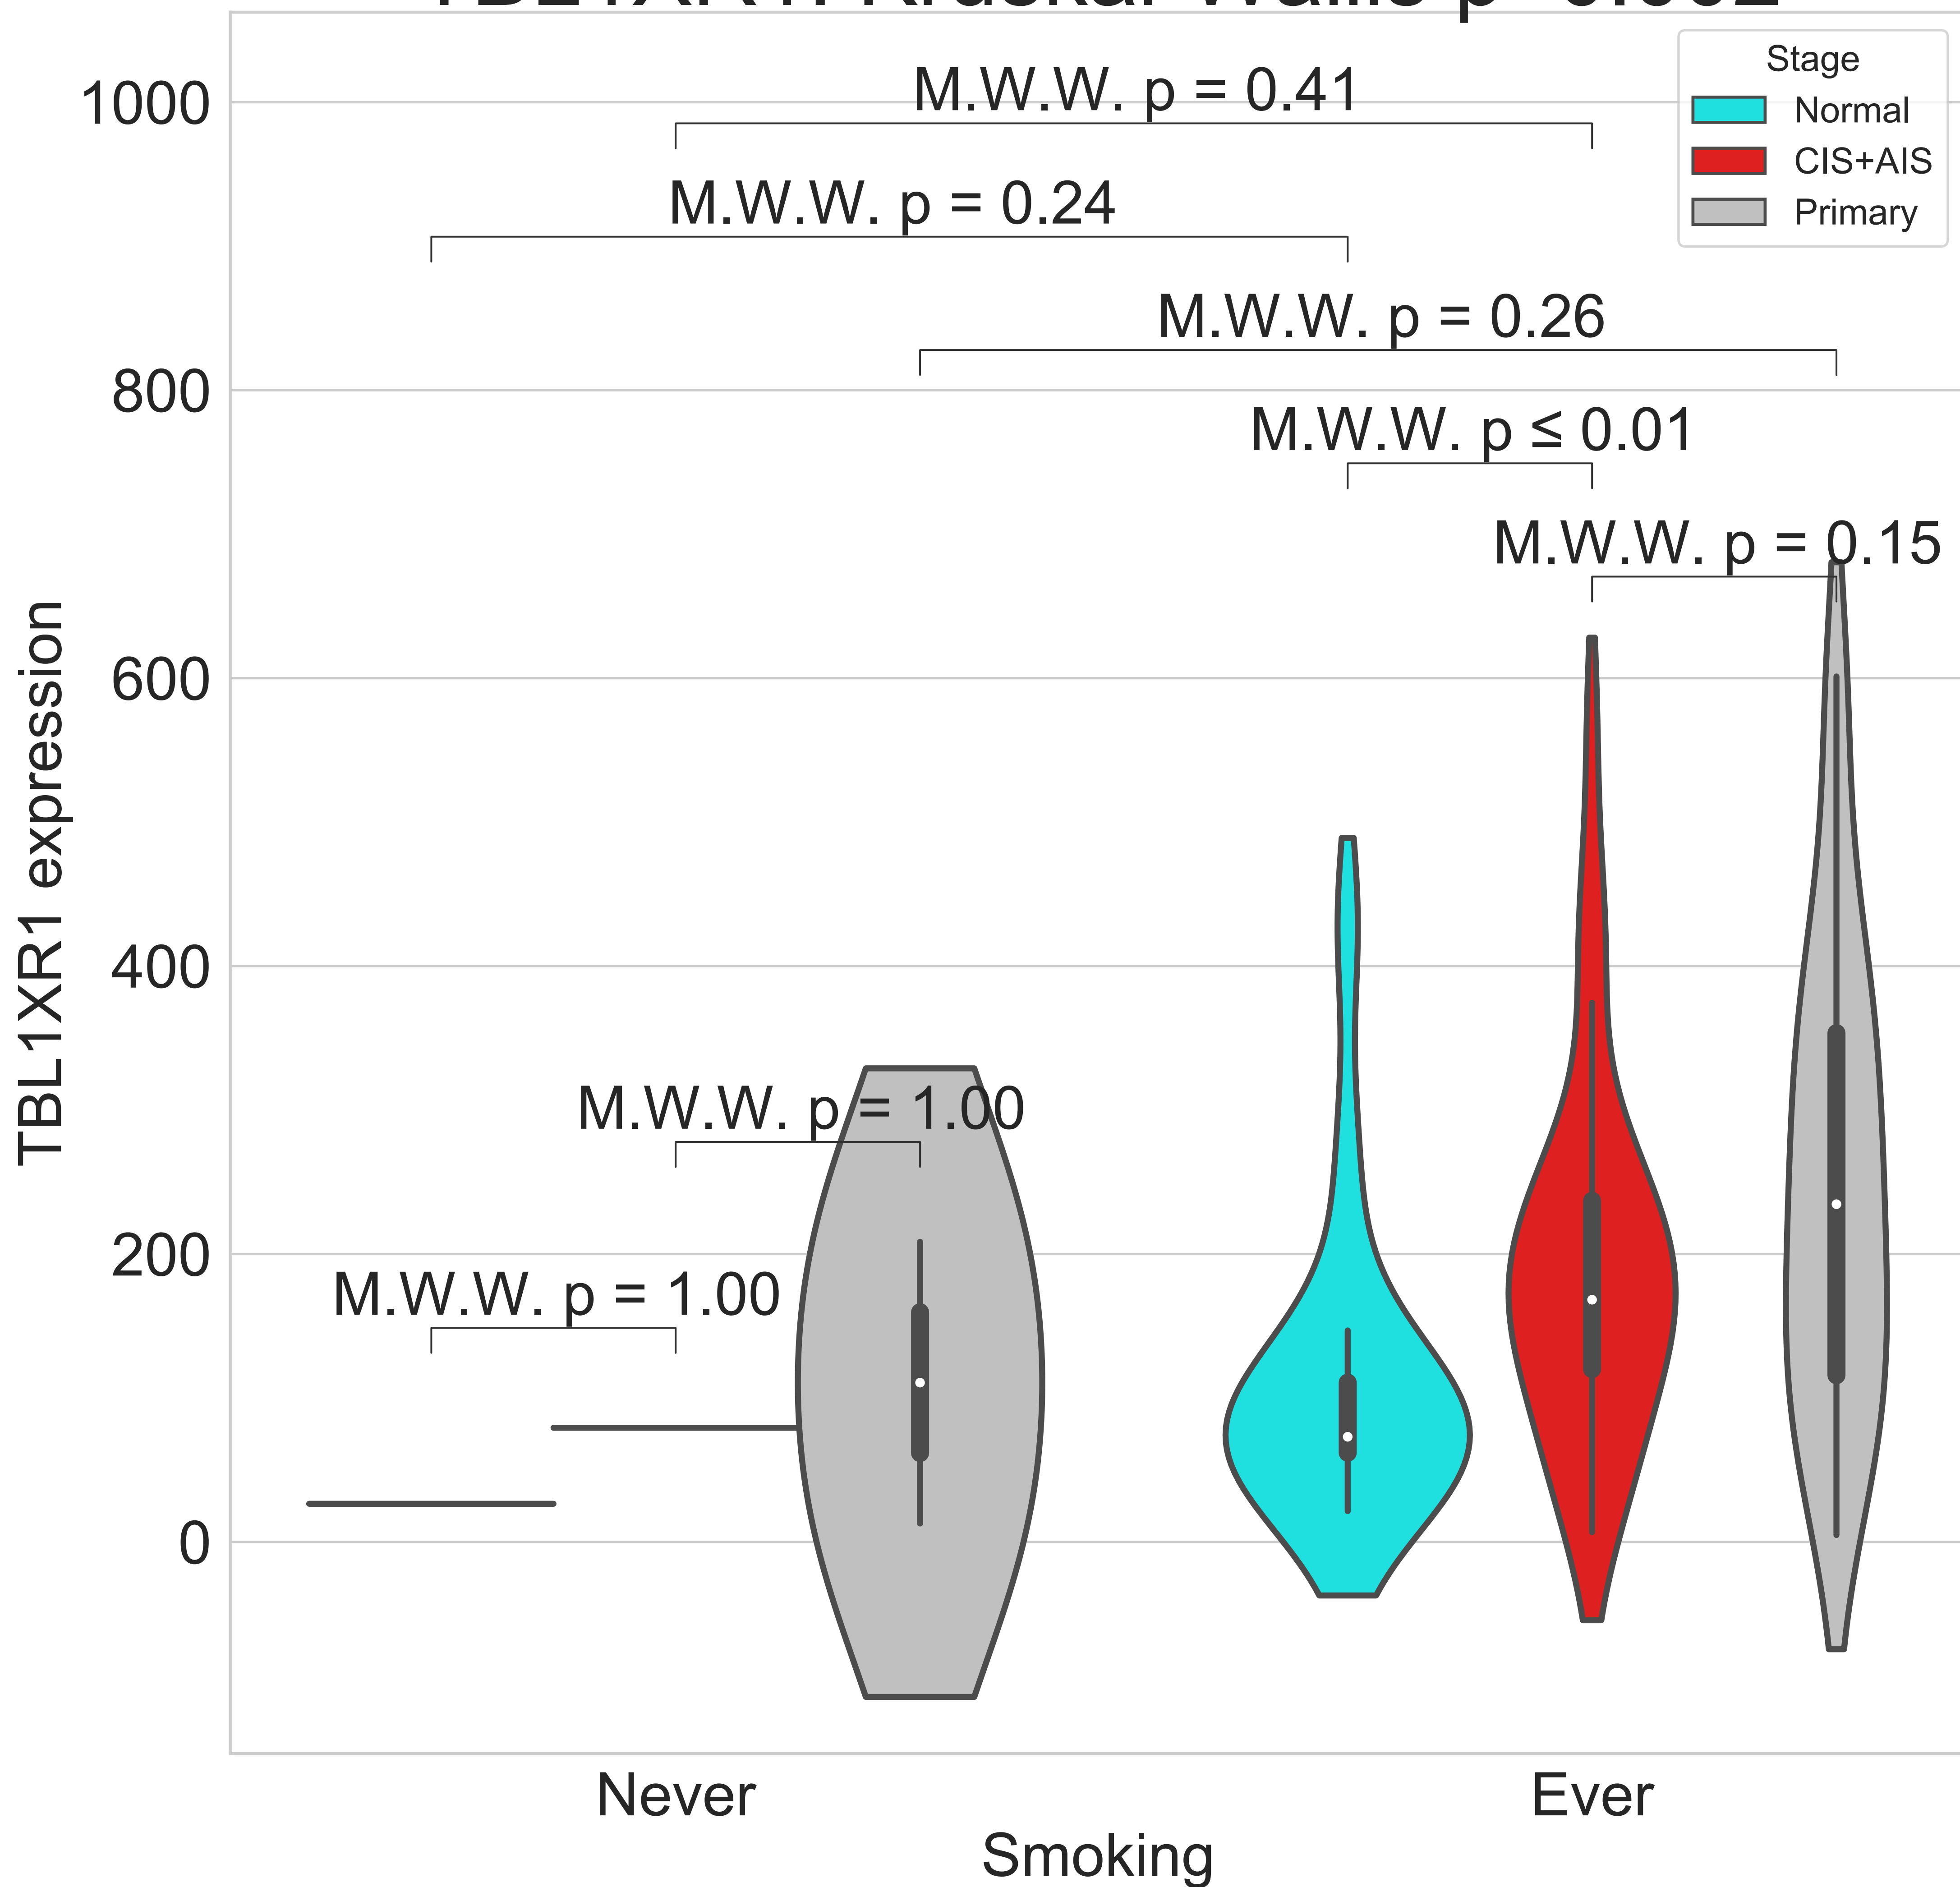 1000
800
600
400
200
0
TBL1XR1 expression
M.W.W. p = 0.41
M.W.W. p = 0.24
M.W.W. p = 0.26
M.W.W. p ≤ 0.01
M.W.W. p = 0.15
M.W.W. p = 1.00
M.W.W. p = 1.00
Stage
Normal
CIS+AIS
Primary
Never
Ever
Smoking